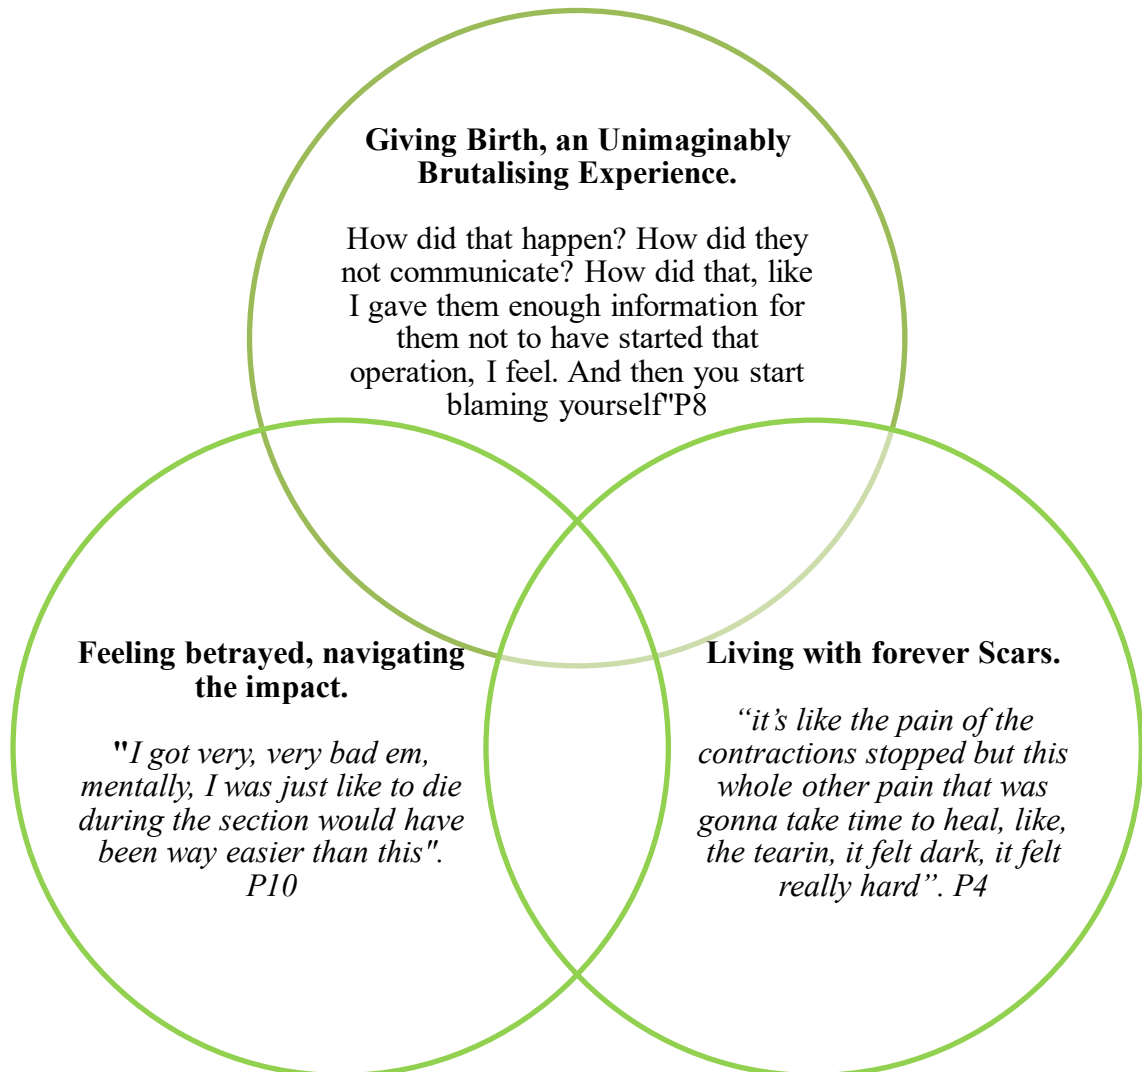 Giving Birth, an Unimaginably
Brutalising Experience.
How did that happen? How did they
not communicate? How did that, like
I gave them enough information for
them not to have started that
operation, I feel. And then you start
blaming yourself"P8
Feeling betrayed, navigating
the impact.
"I got very, very bad em,
mentally, I was just like to die
during the section would have
been way easier than this".
P10
Living with forever Scars.
“it’s like the pain of the
contractions stopped but this
whole other pain that was
gonna take time to heal, like,
the tearin, it felt dark, it felt
really hard”. P4